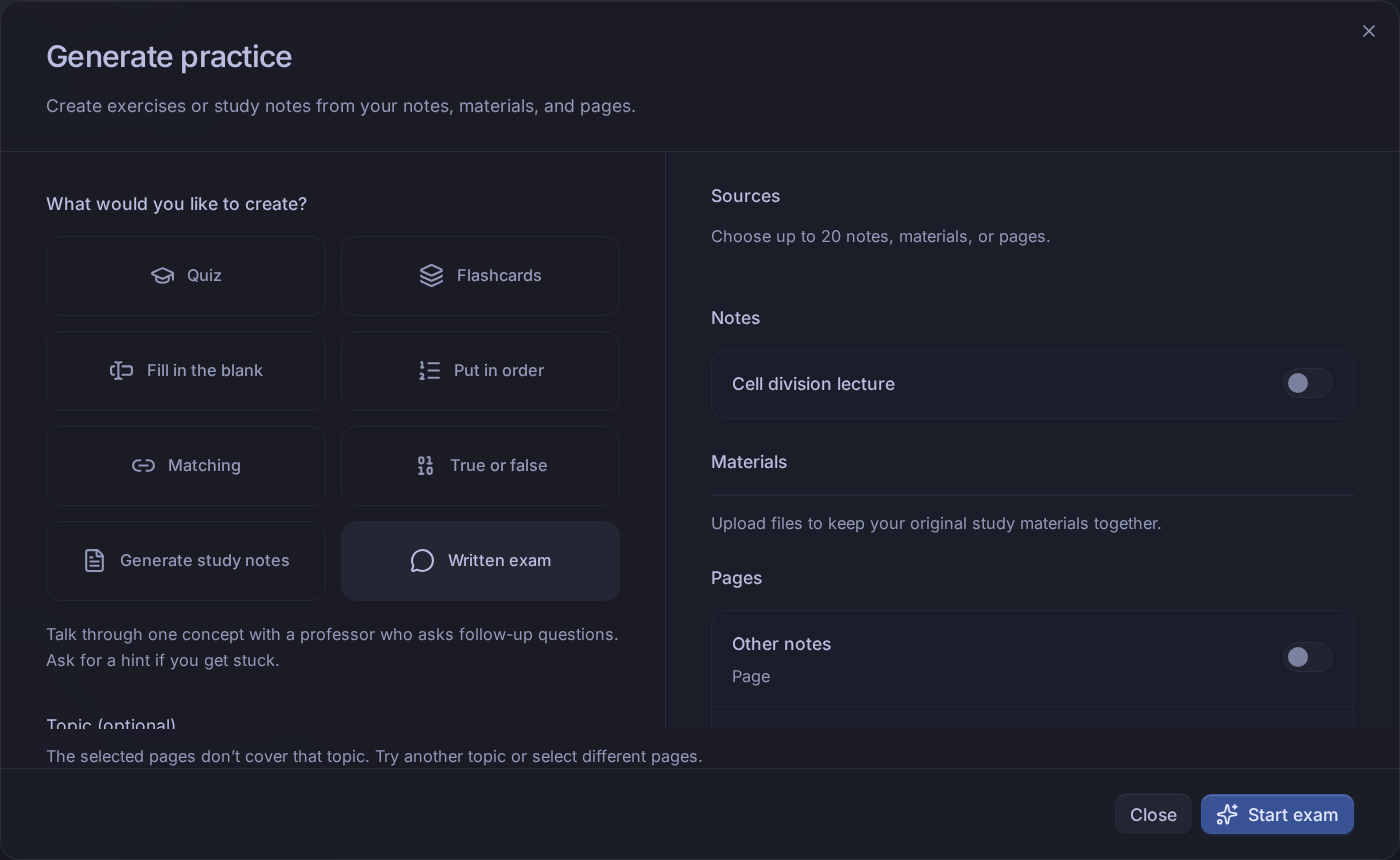 Generate practice
Create exercises or study notes from your notes, materials, and pages.
What would you like to create?
Quiz
Flashcards
Fill in the blank
Put in order
Matching
True or false
Generate study notes
Written exam
Talk through one concept with a professor who asks follow-up questions.
Ask for a hint if you get stuck.
Topic (optional)
Sources
Choose up to 20 notes, materials, or pages.
Notes
Cell division lecture
Materials
Upload files to keep your original study materials together.
Pages
Other notes
Page
The selected pages don’t cover that topic. Try another topic or select different pages.
Close
Start exam